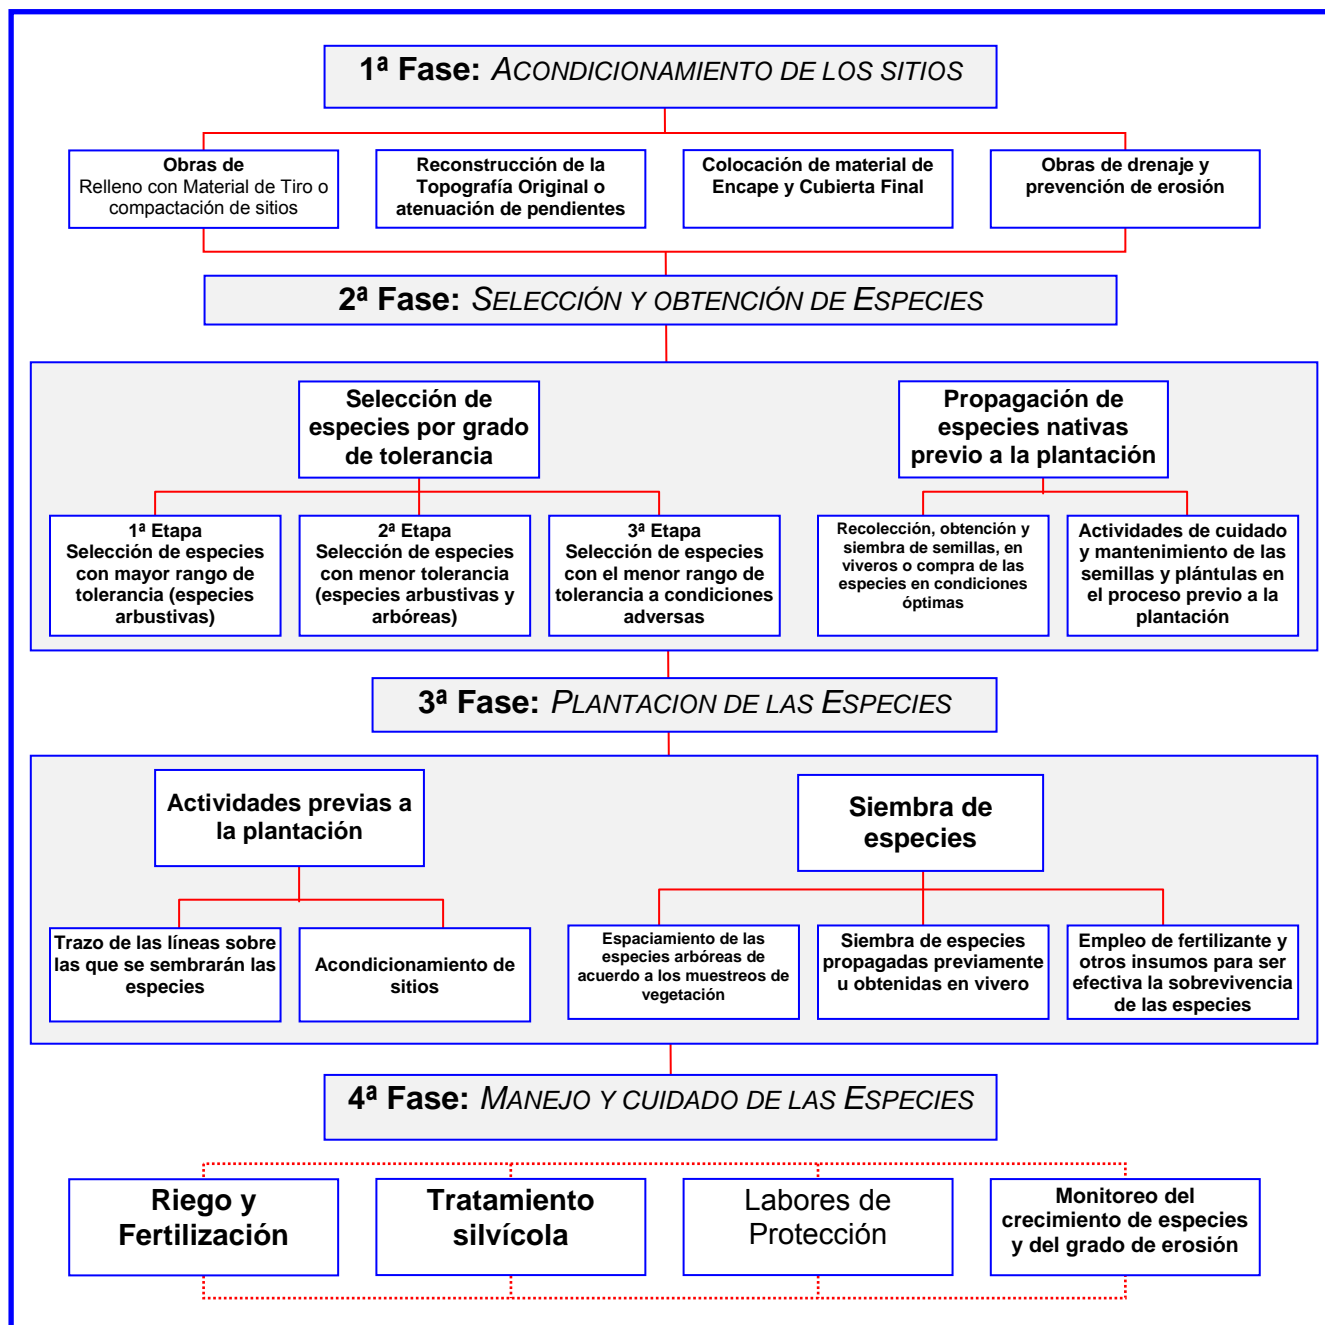 1ª Fase: ACONDICIONAMIENTO DE LOS SITIOS
Obras de
Relleno con Material de Tiro o
compactación de sitios
Reconstrucción de la
Topografía Original o
atenuación de pendientes
Colocación de material de
Encape y Cubierta Final
Obras de drenaje y
prevención de erosión
2ª Fase: SELECCIÓN Y OBTENCIÓN DE ESPECIES
Selección de
especies por grado
de tolerancia
Propagación de
especies nativas
previo a la plantación
1ª Etapa
Selección de especies
con mayor rango de
tolerancia (especies
arbustivas)
2ª Etapa
Selección de especies
con menor tolerancia
(especies arbustivas y
arbóreas)
3ª Etapa
Selección de especies
con el menor rango de
tolerancia a condiciones
adversas
Recolección, obtención y
siembra de semillas, en
viveros o compra de las
especies en condiciones
óptimas
Actividades de cuidado
y mantenimiento de las
semillas y plántulas en
el proceso previo a la
plantación
3ª Fase: PLANTACION DE LAS ESPECIES
Actividades previas a
la plantación
Siembra de
especies
Trazo de las líneas sobre
las que se sembrarán las
especies
Acondicionamiento de
sitios
Espaciamiento de las
especies arbóreas de
acuerdo a los muestreos de
vegetación
Siembra de especies
propagadas previamente
u obtenidas en vivero
Empleo de fertilizante y
otros insumos para ser
efectiva la sobrevivencia
de las especies
4ª Fase: MANEJO Y CUIDADO DE LAS ESPECIES
Riego y
Fertilización
Tratamiento
silvícola
Labores de
Protección
Monitoreo del
crecimiento de especies
y del grado de erosión